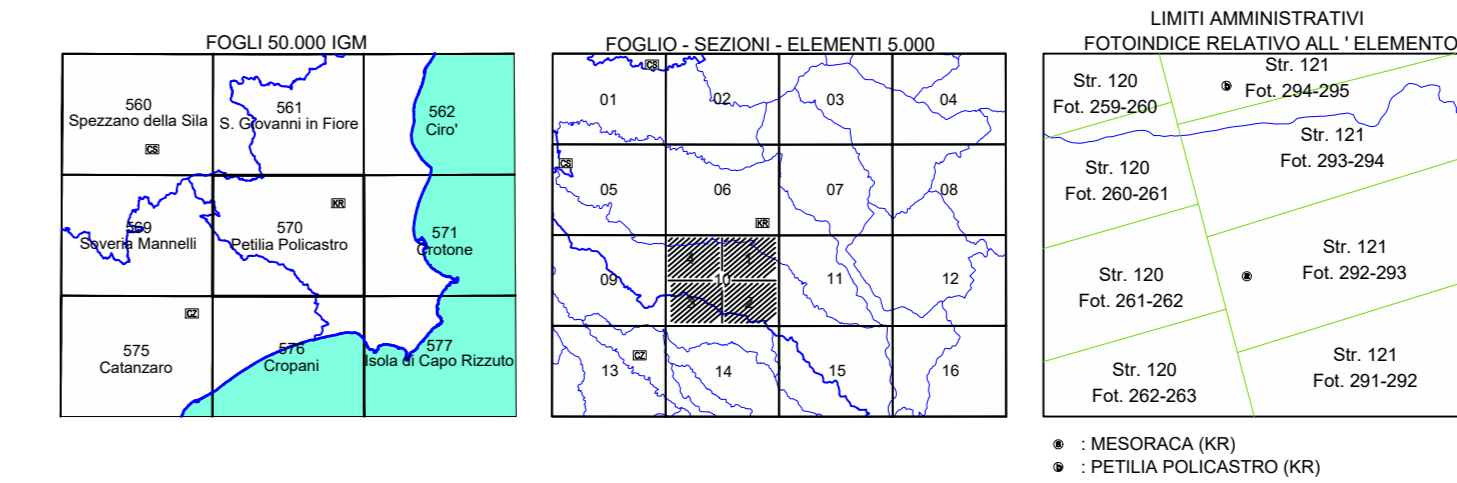 FOGLI 50.000 IGM
560
Spezzano della Sila
CS
561
S. Giovanni in Fiore
562
Ciro'
569
Soveria Mannelli
570
Petilia Policastro
KR
571
Crotone
CZ
575
Catanzaro
576
Cropani
577
Isola di Capo Rizzuto
FOGLIO - SEZIONI - ELEMENTI 5.000
CS
01
02
03
04
CS
05
06
07
08
KR
09
4
1
10
3
2
11
12
CZ
13
14
15
16
LIMITI AMMINISTRATIVI
FOTOINDICE RELATIVO ALL ' ELEMENTO
Str. 120
Fot. 259-260
b
Str. 121
Fot. 294-295
Str. 121
Fot. 293-294
Str. 120
Fot. 260-261
Str. 121
Fot. 292-293
a
Str. 120
Fot. 261-262
Str. 121
Fot. 291-292
Str. 120
Fot. 262-263
a : MESORACA (KR)
b : PETILIA POLICASTRO (KR)